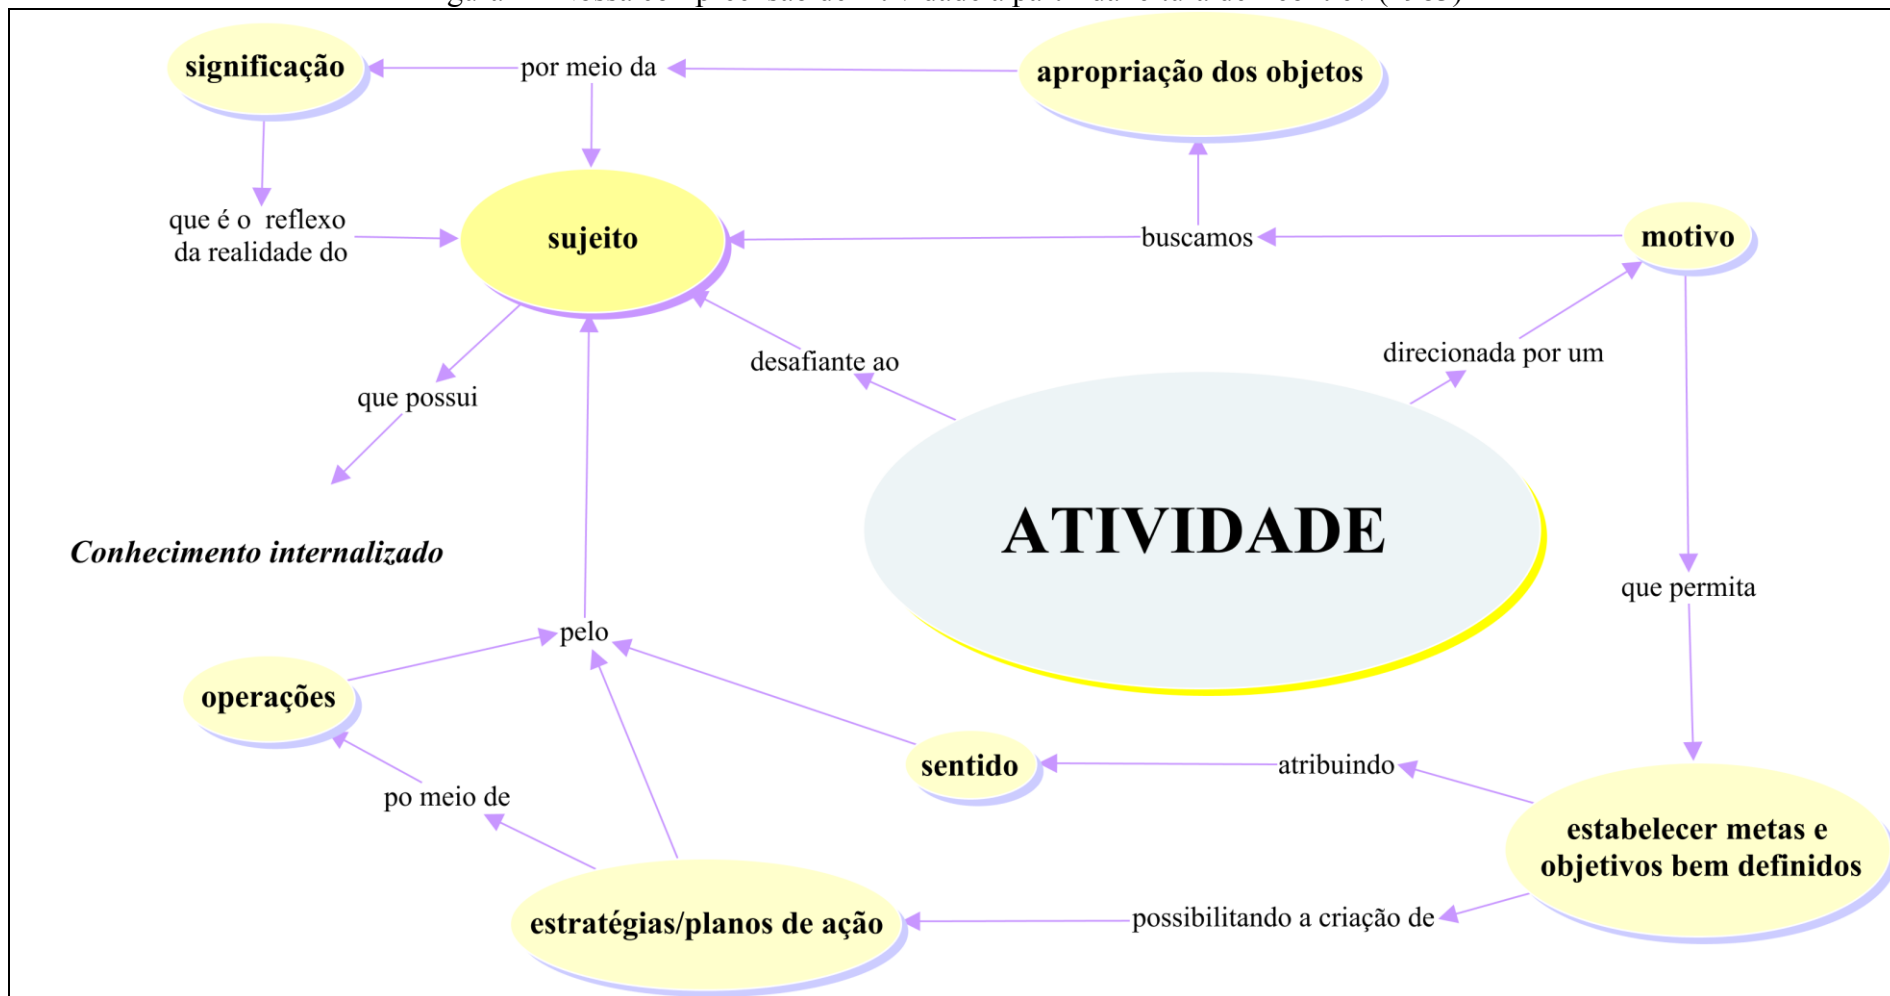 significação
por meio da
apropriação dos objetos
que é o reflexo
da realidade do
sujeito
buscamos
motivo
desafiante ao
direcionada por um
que possui
ATIVIDADE
Conhecimento internalizado
que permita
pelo
operações
sentido
atribuindo
po meio de
estabelecer metas e
objetivos bem definidos
estratégias/planos de ação
possibilitando a criação de